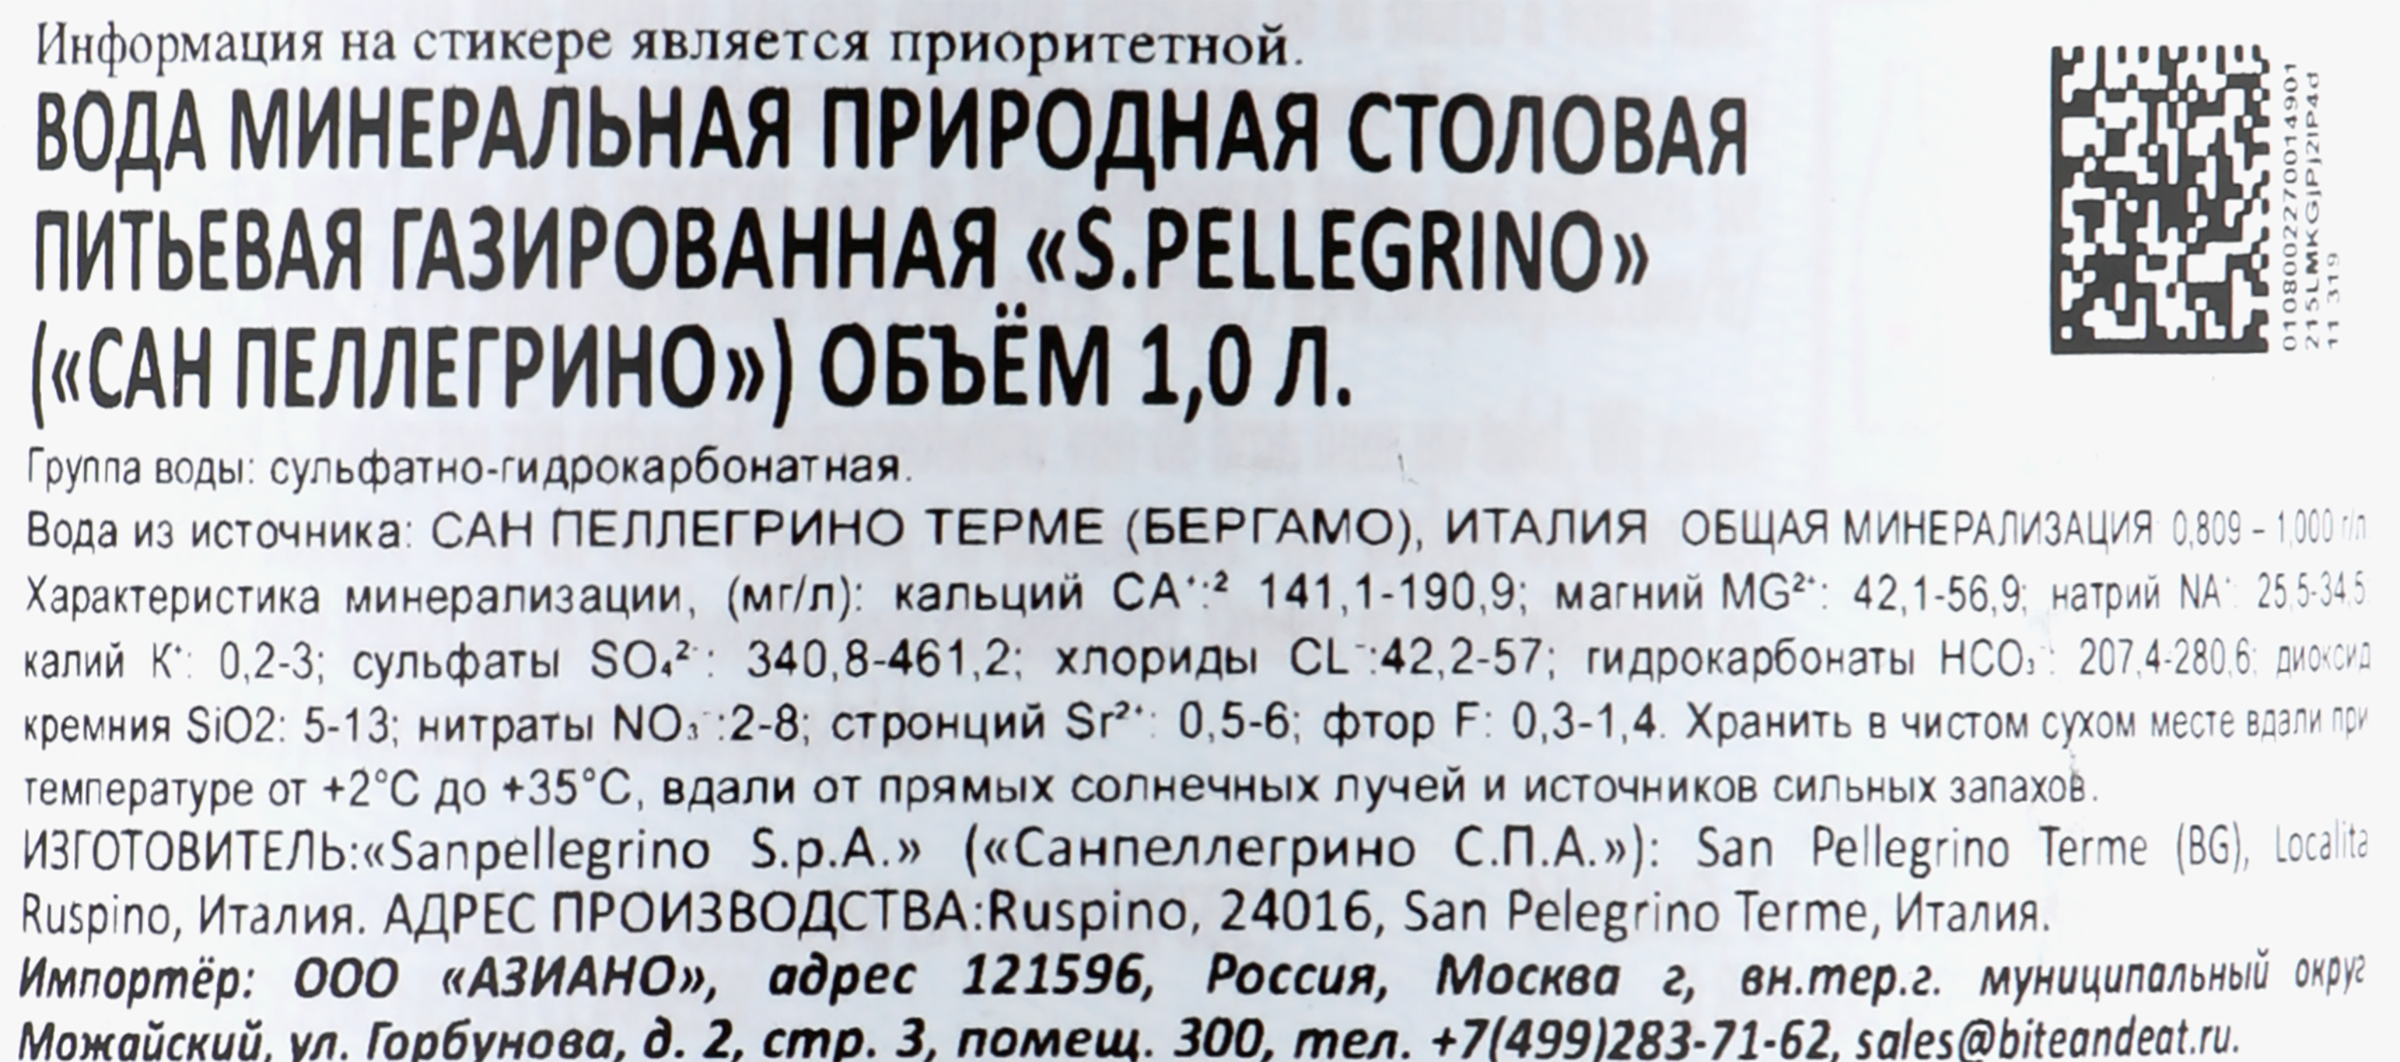 Информация на стикере является приоритетной.
ВОДА МИНЕРАЛЬНАЯ ПРИРОДНАЯ СТОЛОВАЯ
ПИТЬЕВАЯ ГАЗИРОВАННАЯ «S.PELLEGRINO»
(«САН ПЕЛЛЕГРИНО») ОБЪЁМ 1,0 Л.
Группа воды: сульфатно-гидрокарбонатная.
Вода из источника: САН ПЕЛЛЕГРИНО ТЕРМЕ (БЕРГАМО), ИТАЛИЯ ОБЩАЯ МИНЕРАЛИЗАЦИЯ 0,809 – 1,000 г/л
Характеристика минерализации, (мг/л): кальций CA⁺:² 141,1-190,9; магний MG²⁺: 42,1-56,9; натрий NA⁺: 25,5-34,5
калий K⁺: 0,2-3; сульфаты SO₄²⁻: 340,8-461,2; хлориды CL⁻:42,2-57; гидрокарбонаты HCO₃⁻: 207,4-280,6; диоксид
кремния SiO2: 5-13; нитраты NO₃⁻:2-8; стронций Sr²⁺: 0,5-6; фтор F: 0,3-1,4. Хранить в чистом сухом месте вдали при
температуре от +2°C до +35°C, вдали от прямых солнечных лучей и источников сильных запахов.
ИЗГОТОВИТЕЛЬ:«Sanpellegrino S.p.A.» («Санпеллегрино С.П.А.»): San Pellegrino Terme (BG), Localita
Ruspino, Италия. АДРЕС ПРОИЗВОДСТВА:Ruspino, 24016, San Pelegrino Terme, Италия.
Импортёр: ООО «АЗИАНО», адрес 121596, Россия, Москва г, вн.тер.г. муниципальный округ
Можайский, ул. Горбунова, д. 2, стр. 3, помещ. 300, тел. +7(499)283-71-62, sales@biteandeat.ru.
0108002270014901
215LMKGjPj2IP4d
11 319